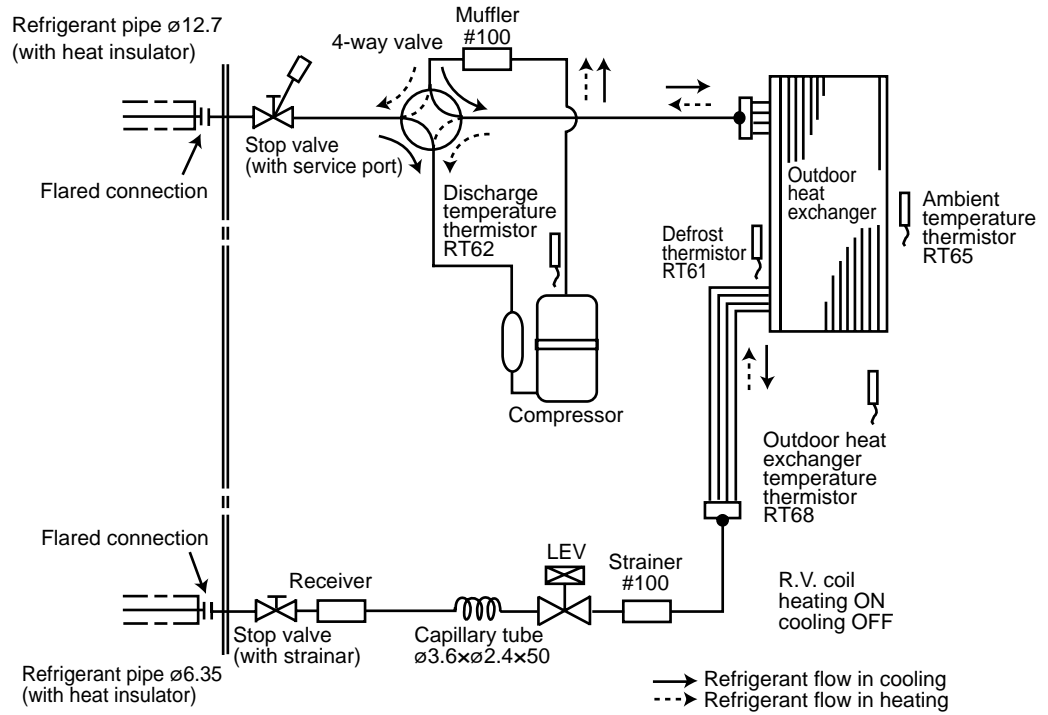 Refrigerant pipe ø12.7
(with heat insulator)
Muffler
#100
4-way valve
Stop valve
(with service port)
Flared connection
Discharge
temperature
thermistor
RT62
Outdoor
heat
exchanger
Ambient
temperature
thermistor
RT65
Defrost
thermistor
RT61
Compressor
Outdoor heat
exchanger
temperature
thermistor
RT68
Flared connection
Receiver
LEV
Strainer
#100
R.V. coil
heating ON
cooling OFF
Stop valve
(with strainar)
Capillary tube
ø3.6×ø2.4×50
Refrigerant pipe ø6.35
(with heat insulator)
Refrigerant flow in cooling
Refrigerant flow in heating